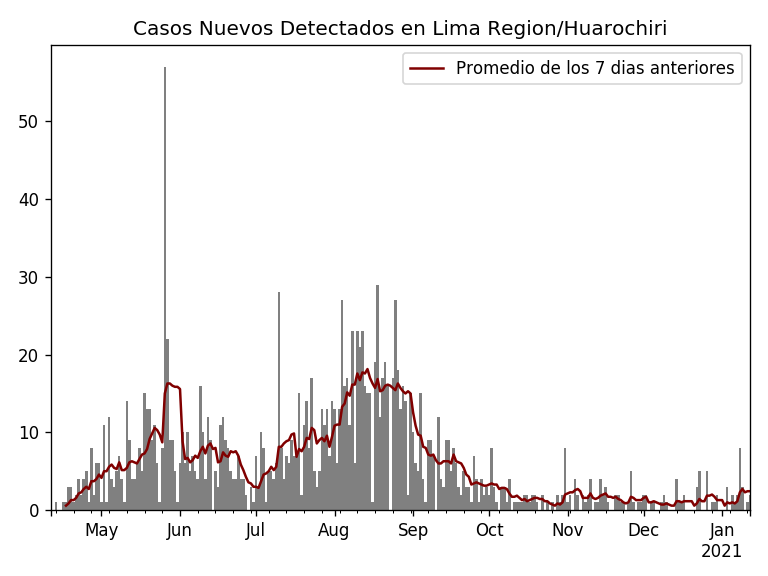 Casos Nuevos Detectados en Lima Region/Huarochiri
Promedio de los 7 dias anteriores
50
40
30
20
10
0
May Jun Jul Aug Sep Oct Nov Dec Jan
2021